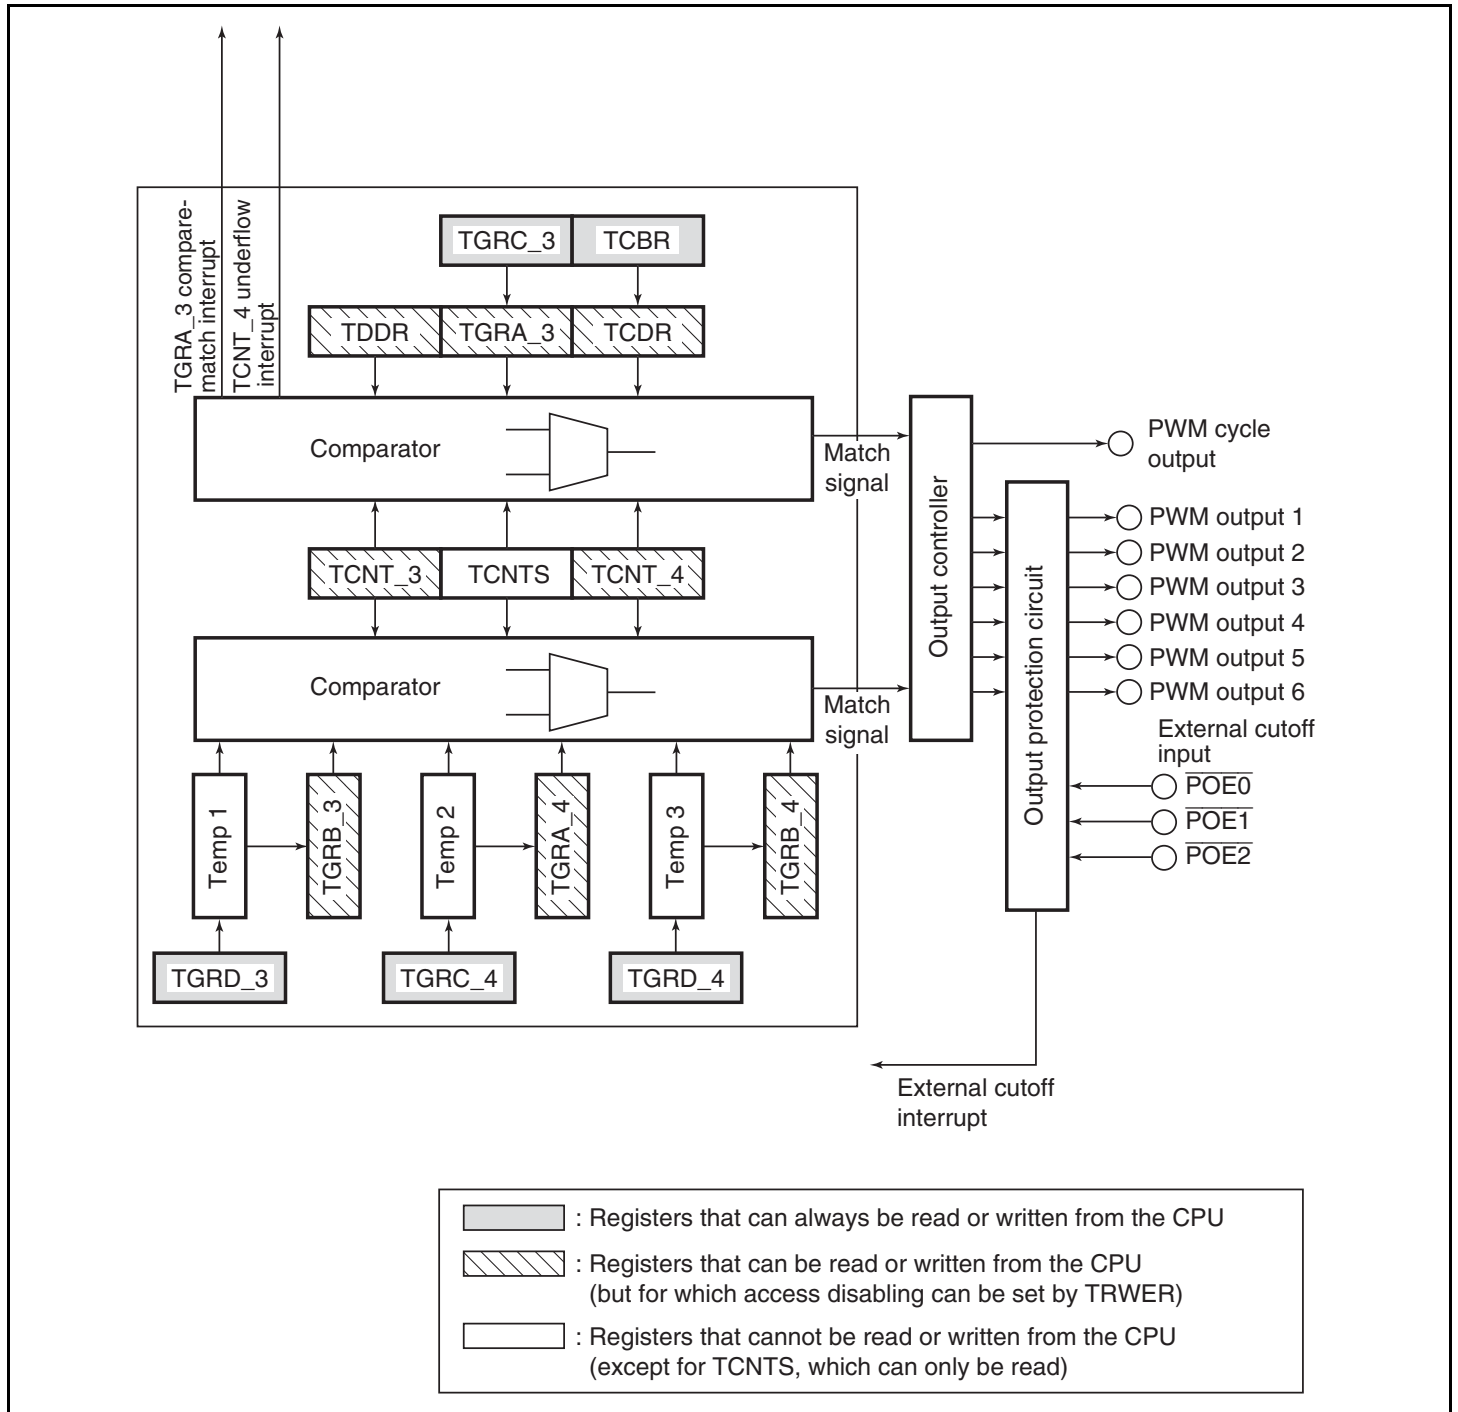 TGRA_3 compare-
match interrupt
TCNT_4 underflow
interrupt
TGRC_3
TCBR
TDDR
TGRA_3
TCDR
Comparator
Match
signal
TCNT_3
TCNTS
TCNT_4
Comparator
Match
signal
Temp 1
TGRB_3
Temp 2
TGRA_4
Temp 3
TGRB_4
TGRD_3
TGRC_4
TGRD_4
Output controller
Output protection circuit
PWM cycle
output
PWM output 1
PWM output 2
PWM output 3
PWM output 4
PWM output 5
PWM output 6
External cutoff
input
P̅O̅E̅0̅
P̅O̅E̅1̅
P̅O̅E̅2̅
External cutoff
interrupt
: Registers that can always be read or written from the CPU
: Registers that can be read or written from the CPU
(but for which access disabling can be set by TRWER)
: Registers that cannot be read or written from the CPU
(except for TCNTS, which can only be read)